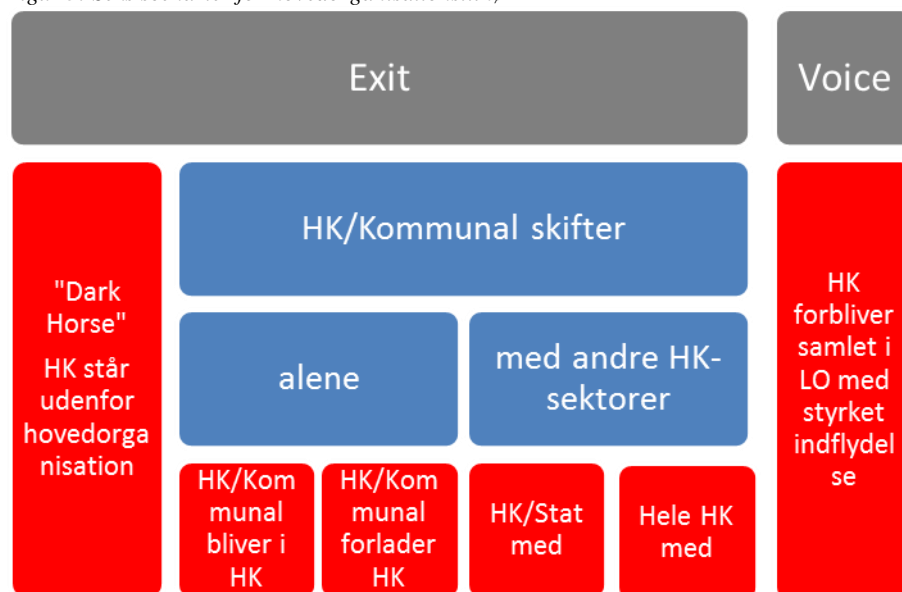 Exit
Voice
HK/Kommunal skifter
"Dark
Horse"
HK står
udenfor
hovedorga
nisation
alene
med andre HK-
sektorer
HK/Kom
munal
bliver i
HK
HK/Kom
munal
forlader
HK
HK/Stat
med
Hele HK
med
HK
forbliver
samlet i
LO med
styrket
indflydel
se